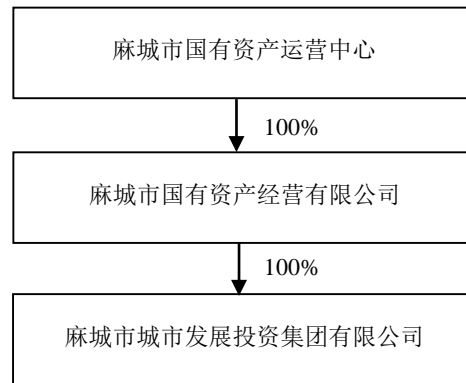 麻城市国有资产运营中心
100%
麻城市国有资产经营有限公司
100%
麻城市城市发展投资集团有限公司